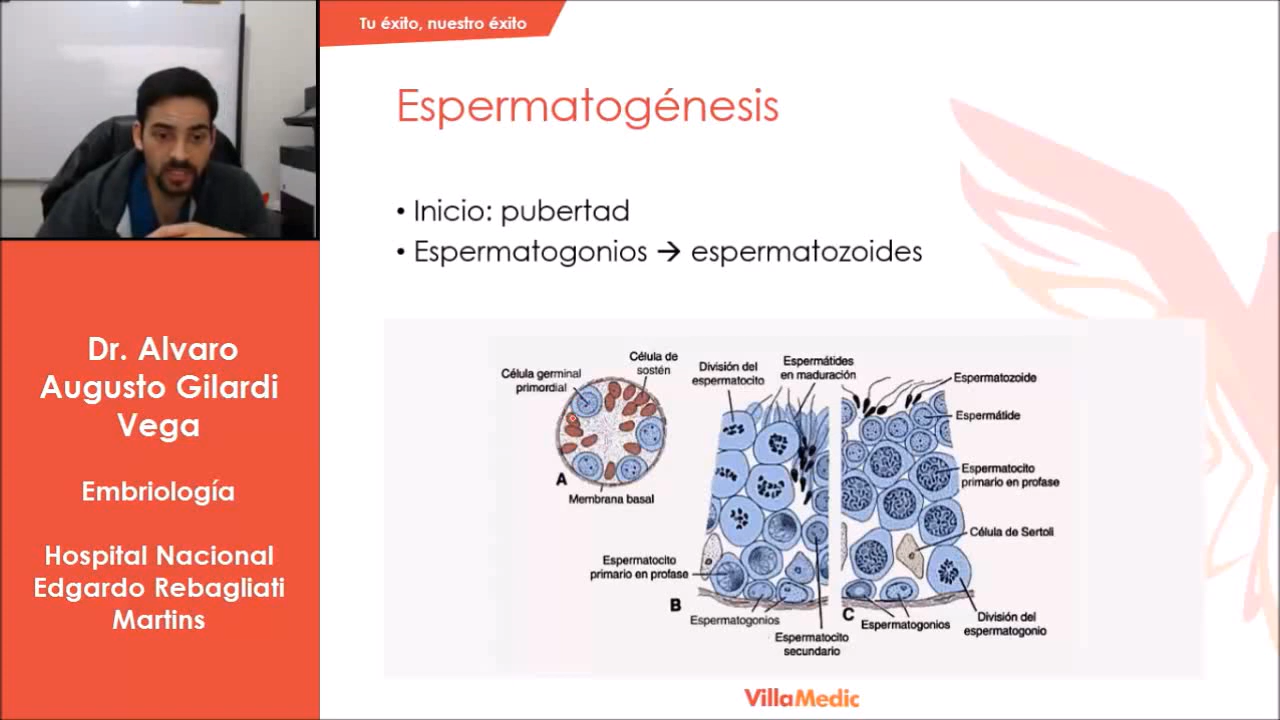 Tu éxito, nuestro éxito
Espermatogénesis
• Inicio: pubertad
• Espermatogonios → espermatozoides
Dr. Alvaro
Augusto Gilardi
Vega
Embriología
Hospital Nacional
Edgardo Rebagliati
Martins
Célula germinal
primordial
Célula de
sostén
A
Membrana basal
División del
espermatocito
Espermátides
en maduración
Espermatocito
primario en profase
B
Espermatogonios
Espermatocito
secundario
Espermatozoide
Espermátide
Espermatocito
primario en profase
Célula de Sertoli
C
Espermatogonios
División del
espermatogonio
VillaMedic